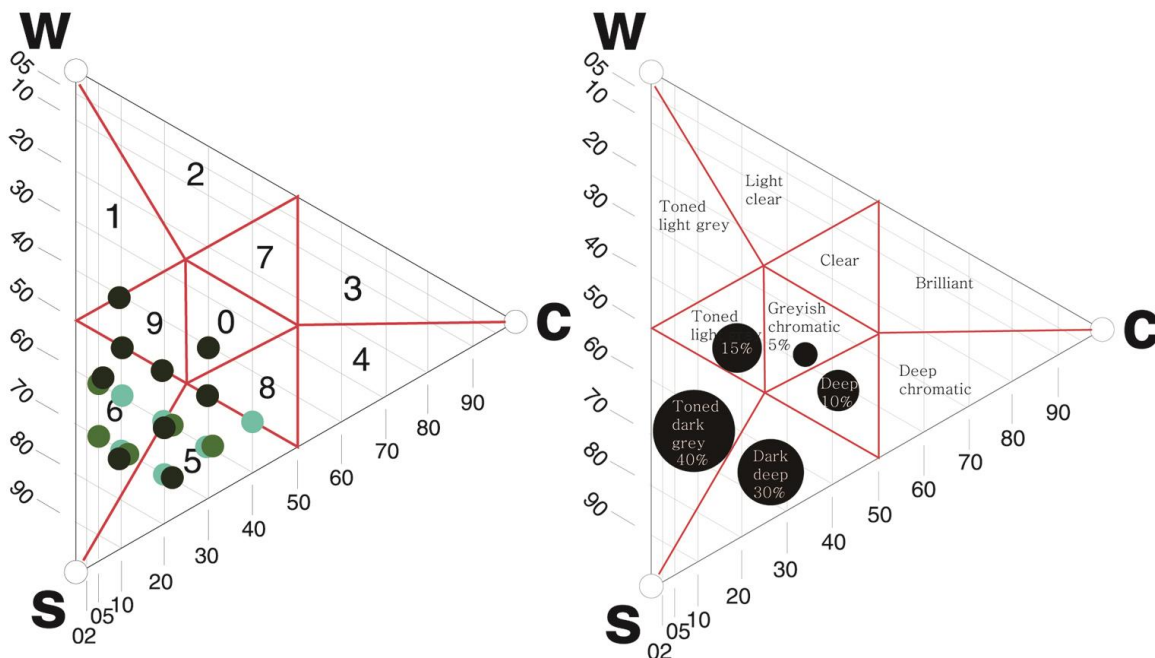 W
05
10
20
30
40
50
60
70
80
90
S
02
05
10
20
30
40
50
60
70
80
90
C
2
1
7
3
9
0
4
8
6
5
W
05
10
20
30
40
50
60
70
80
90
S
02
05
10
20
30
40
50
60
70
80
90
C
Light
clear
Toned
light grey
Clear
Brilliant
Toned
15%
Greyish
chromatic
5%
Deep
10%
Deep
chromatic
Toned
dark
grey
40%
Dark
deep
30%